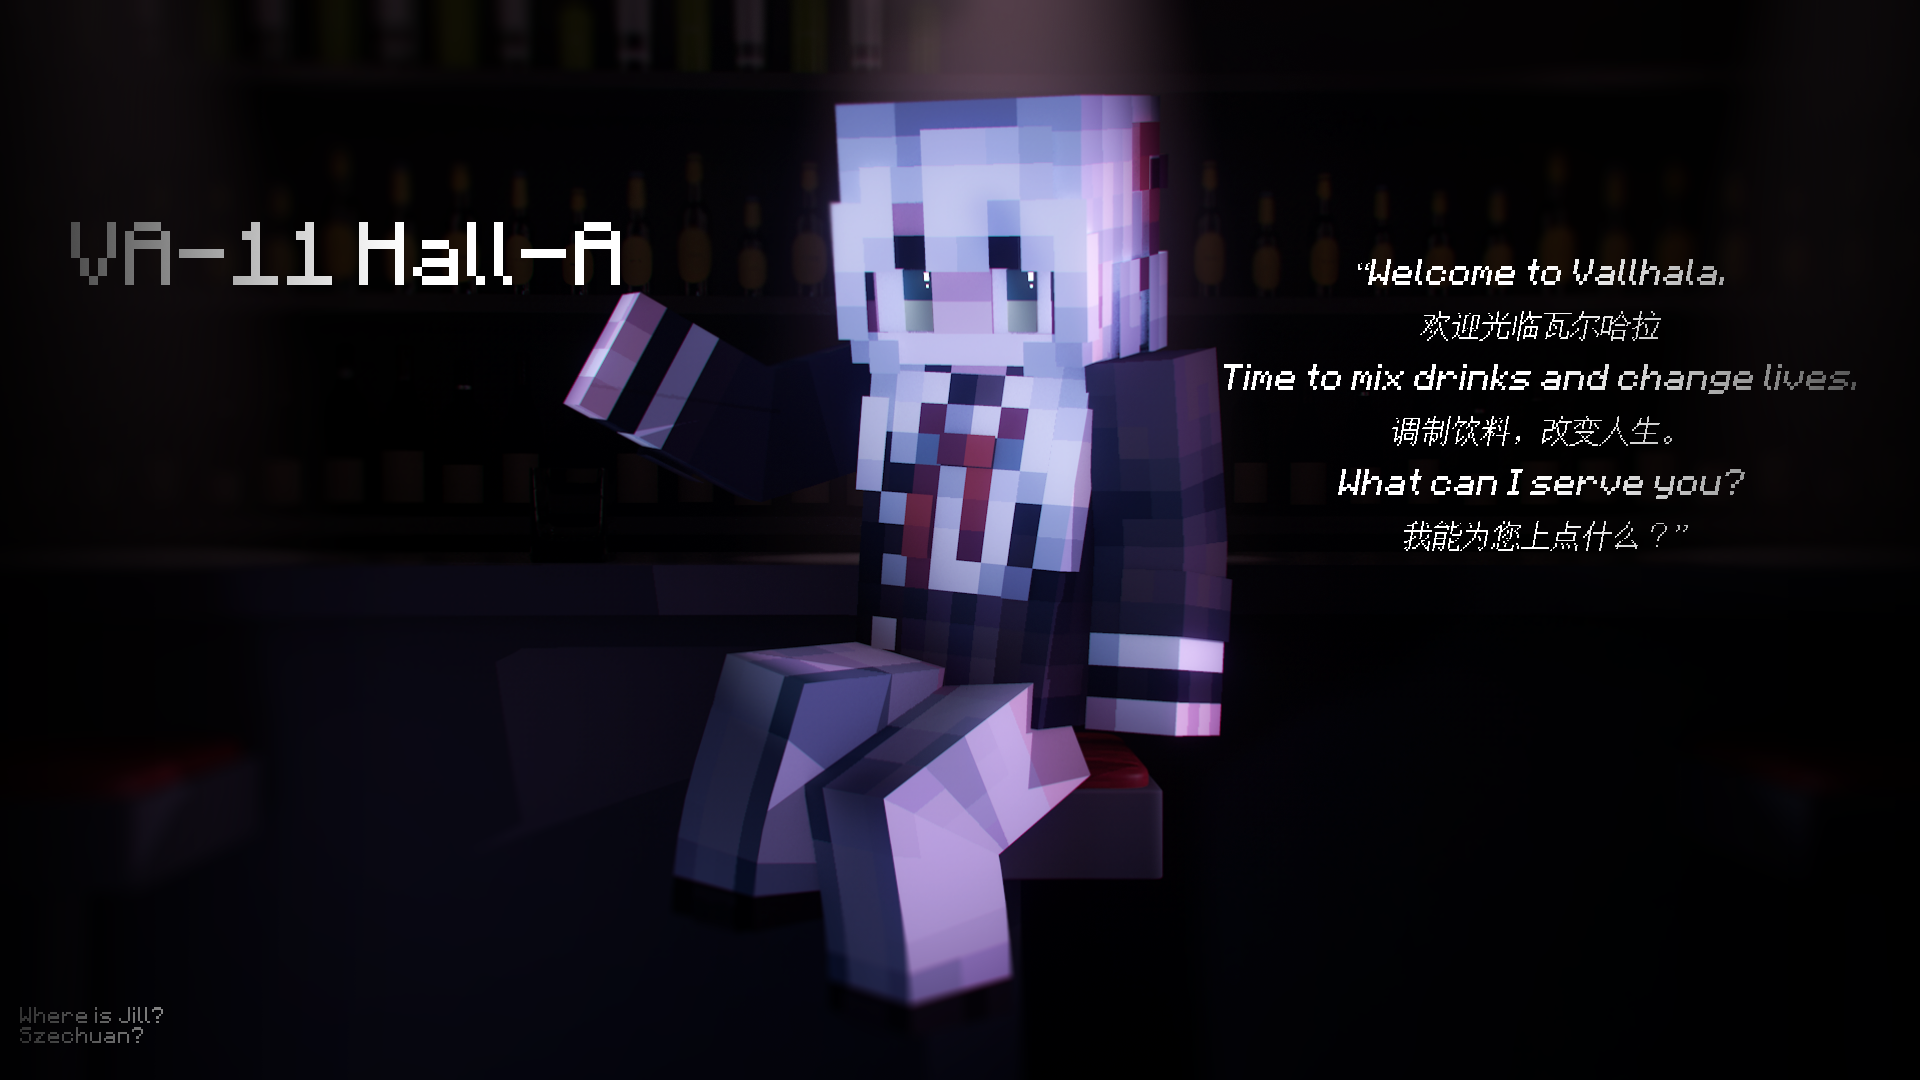 VA-11 Hall-A
“Welcome to Vallhala.
欢迎光临瓦尔哈拉
Time to mix drinks and change lives.
调制饮料，改变人生。
What can I serve you?
我能为您上点什么？”
Where is Jill?
Szechuan?